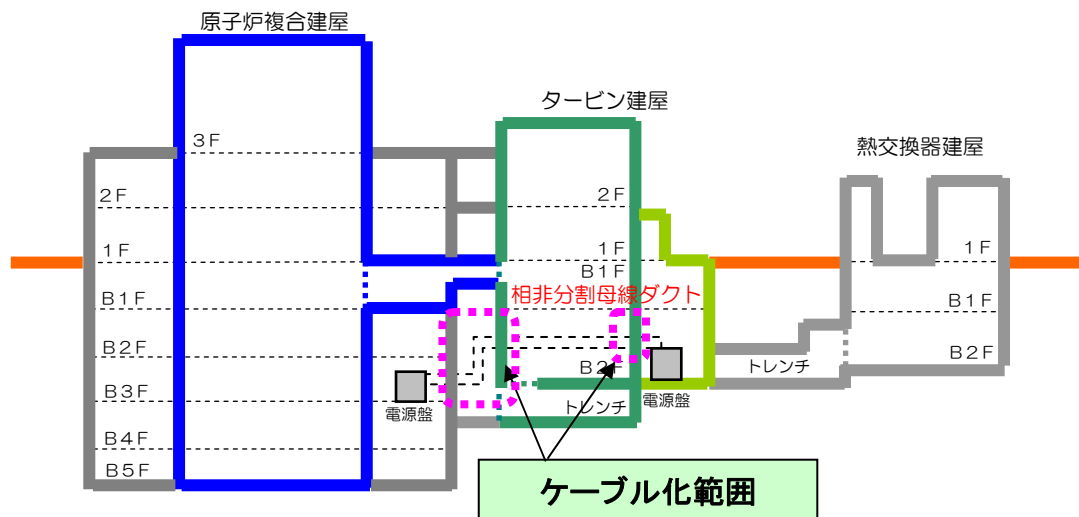 原子炉複合建屋
タービン建屋
熱交換器建屋
3F
2F
2F
1F
1F
1F
B1F
B1F
相非分割母線ダクト
B1F
B2F
B2F
B2F
トレンチ
B3F
電源盤
トレンチ
電源盤
B4F
B5F
ケーブル化範囲